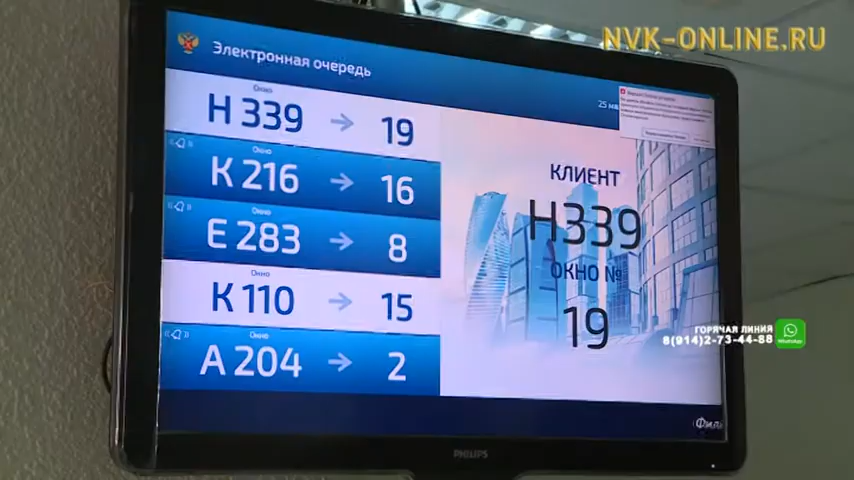 NVK-ONLINE.RU
Электронная очередь
25
Окно
Н 339 → 19
Окно
К 216 → 16
Окно
Е 283 → 8
Окно
К 110 → 15
Окно
А 204 → 2
КЛИЕНТ
Н339
ОКНО №
19
ГОРЯЧАЯ ЛИНИЯ
8(914)2-73-44-88
WhatsApp
PHILIPS